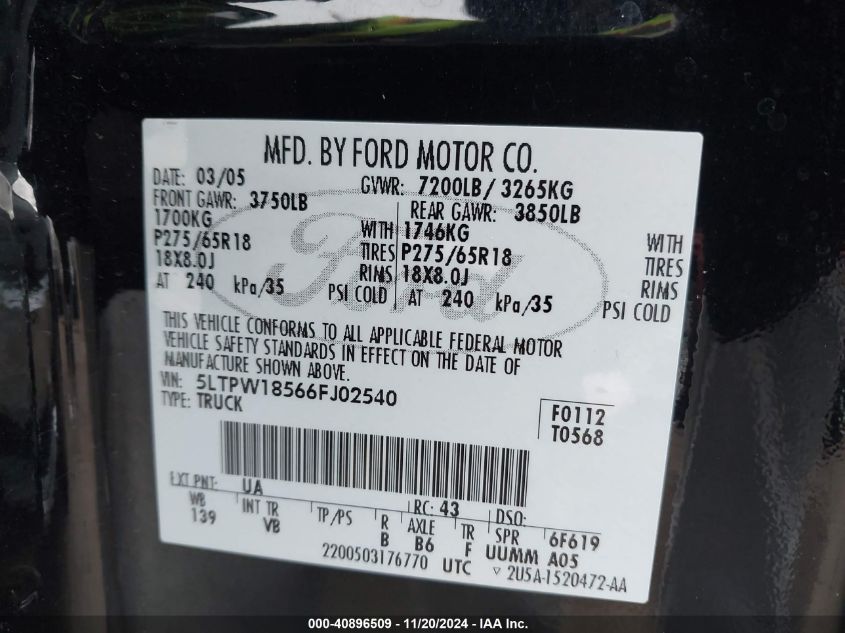 MFD. BY FORD MOTOR CO.
DATE: 03/05 GVWR: 7200LB/ 3265KG
FRONT GAWR: 3750LB REAR GAWR: 3850LB
1700KG WITH 1746KG WITH
P275/65R18 TIRES P275/65R18 TIRES
18X8.0J RIMS 18X8.0J RIMS
AT 240 kPa/35 PSI COLD AT 240 kPa/35 PSI COLD
Ford
THIS VEHICLE CONFORMS TO ALL APPLICABLE FEDERAL MOTOR
VEHICLE SAFETY STANDARDS IN EFFECT ON THE DATE OF
MANUFACTURE SHOWN ABOVE.
VIN: 5LTPW18566FJ02540
TYPE: TRUCK
F0112
T0568
EXT PNT: UA RC: 43 DSO:
WB INT TR TP/PS R AXLE TR SPR 6F619
139 VB B B6 F UUMM A05
2200503176770 UTC ▽ 2U5A-1520472-AA
000-40896509 - 11/20/2024 - IAA Inc.